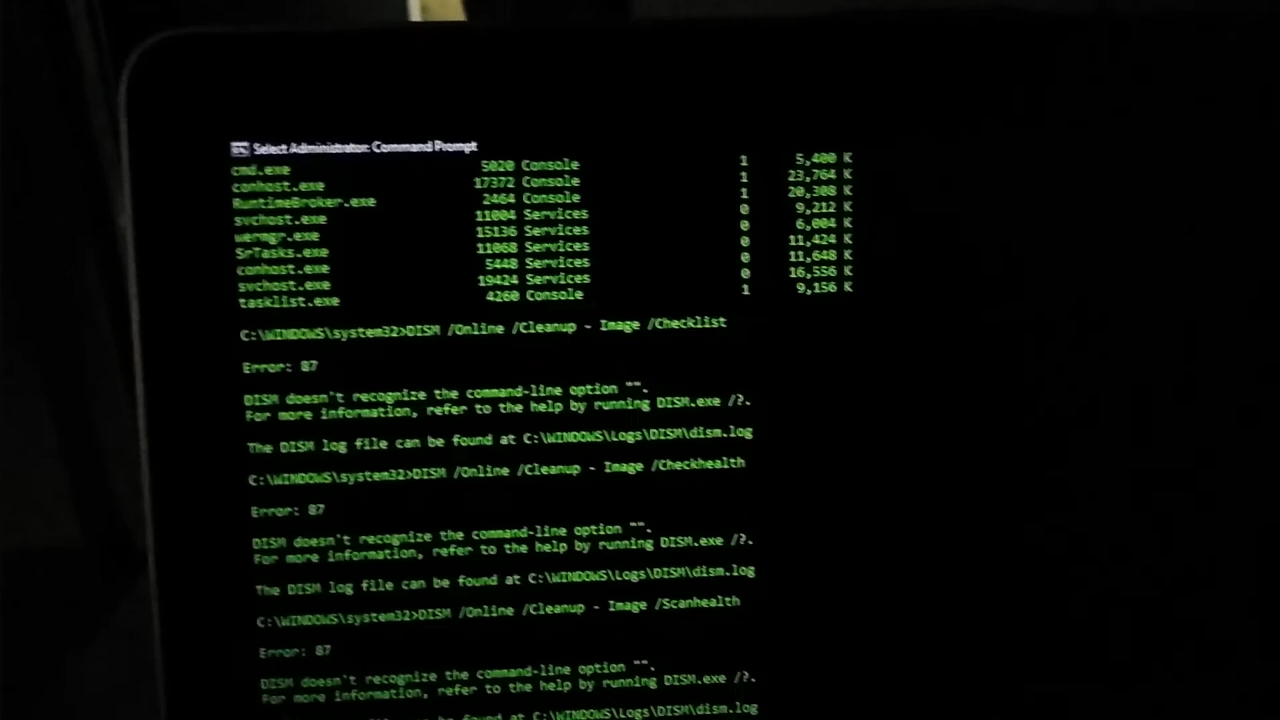 Select Administrator: Command Prompt
cmd.exe 5020 Console 1 5,400 K
conhost.exe 17372 Console 1 23,764 K
RuntimeBroker.exe 2464 Console 1 20,308 K
svchost.exe 11004 Services 0 9,212 K
wermgr.exe 15136 Services 0 6,004 K
SrTasks.exe 11068 Services 0 11,424 K
conhost.exe 5448 Services 0 11,648 K
svchost.exe 19424 Services 0 16,556 K
tasklist.exe 4260 Console 1 9,156 K
C:\WINDOWS\system32>DISM /Online /Cleanup - Image /Checklist
Error: 87
DISM doesn't recognize the command-line option "".
For more information, refer to the help by running DISM.exe /?.
The DISM log file can be found at C:\WINDOWS\Logs\DISM\dism.log
C:\WINDOWS\system32>DISM /Online /Cleanup - Image /Checkhealth
Error: 87
DISM doesn't recognize the command-line option "".
For more information, refer to the help by running DISM.exe /?.
The DISM log file can be found at C:\WINDOWS\Logs\DISM\dism.log
C:\WINDOWS\system32>DISM /Online /Cleanup - Image /Scanhealth
Error: 87
DISM doesn't recognize the command-line option "".
For more information, refer to the help by running DISM.exe /?.
found at C:\WINDOWS\Logs\DISM\dism.log